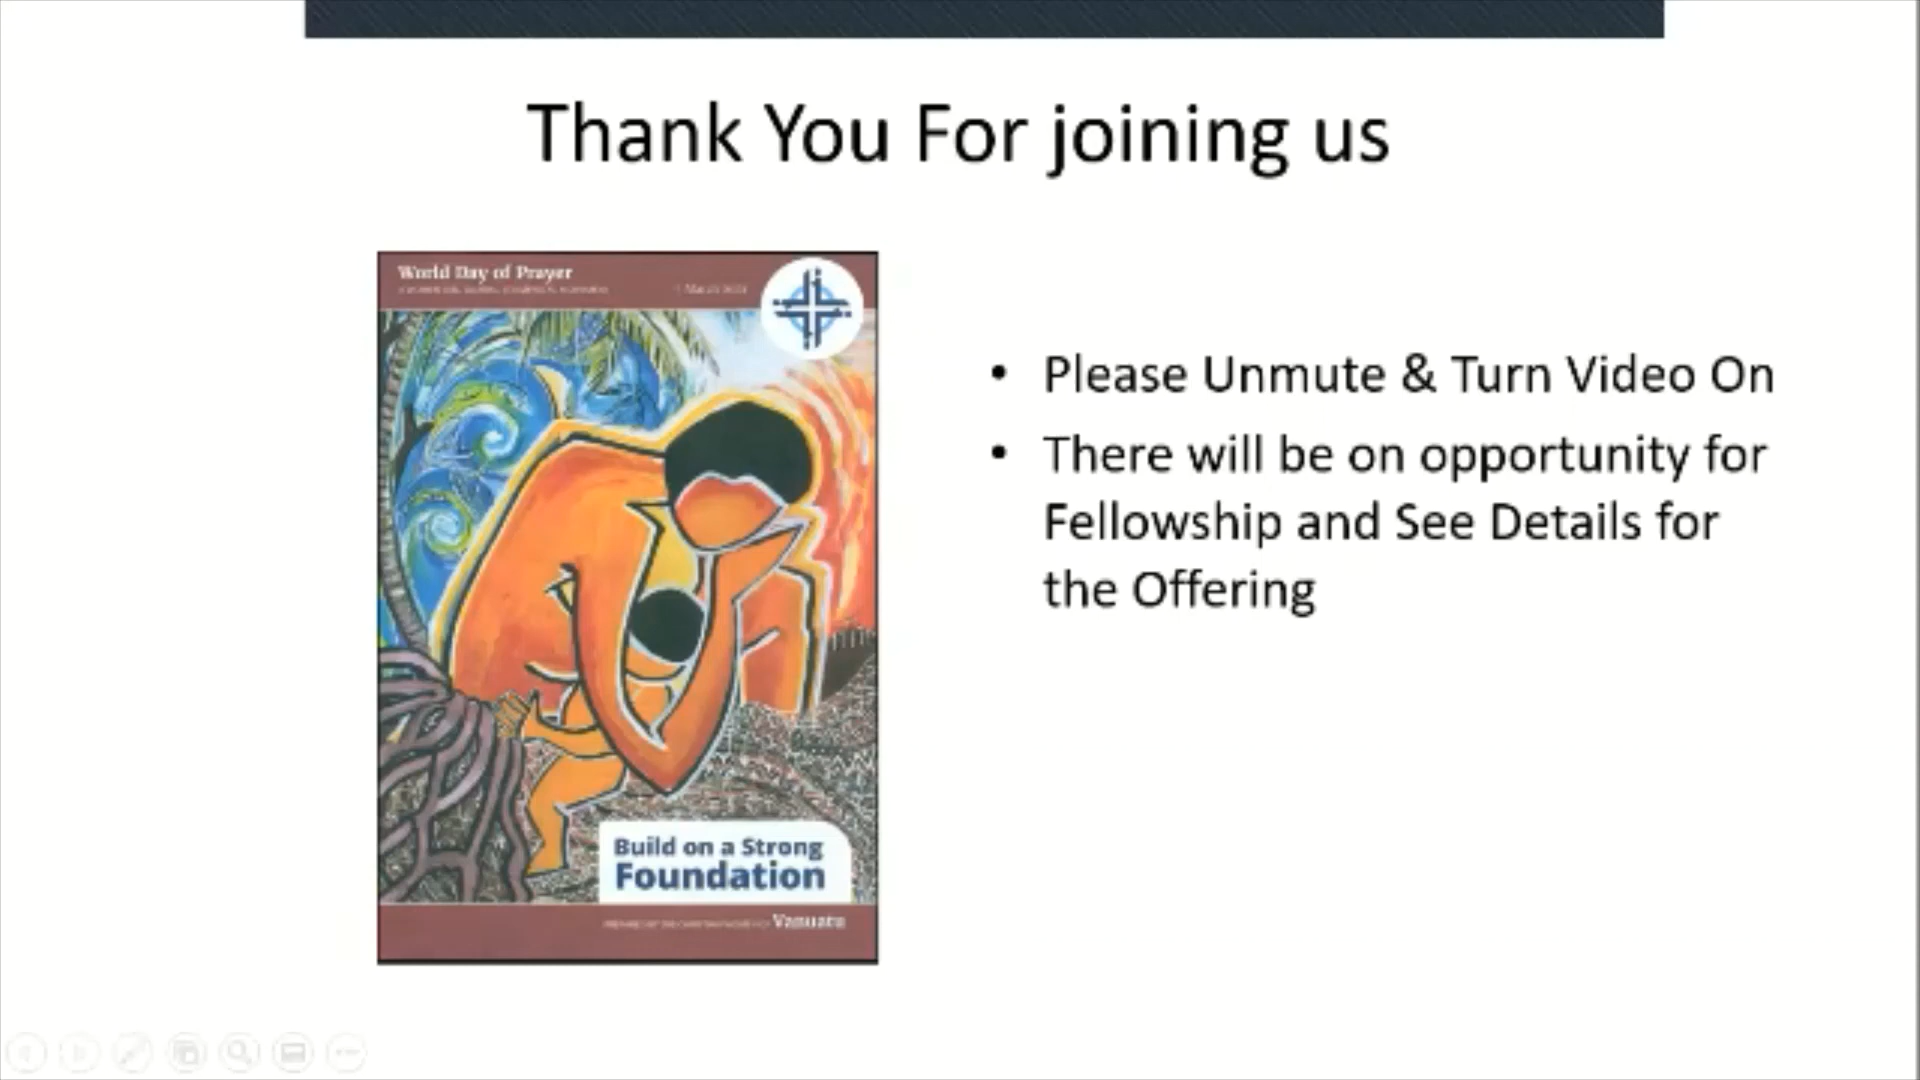 Thank You For joining us
World Day of Prayer
Build on a Strong
Foundation
Vanuatu
• Please Unmute & Turn Video On
• There will be on opportunity for
Fellowship and See Details for
the Offering